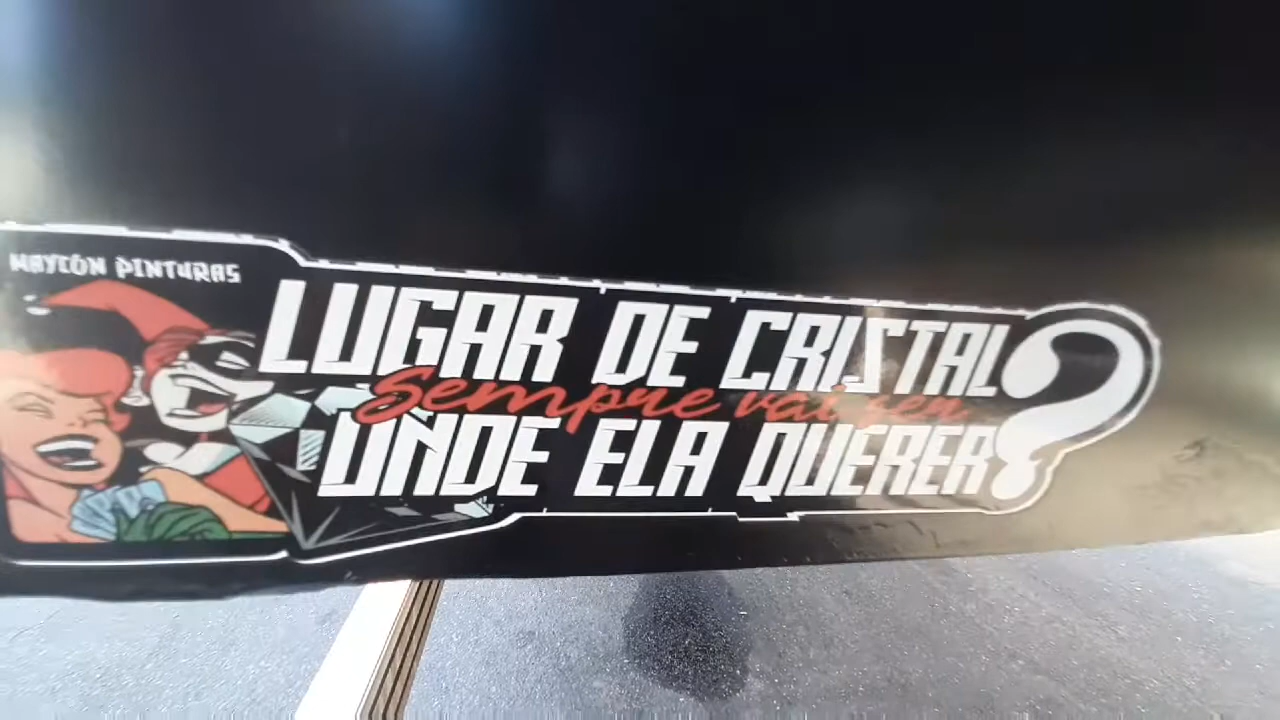 MAYCON PINTURAS
LUGAR DE CRISTAL
Sempre vai ser
ONDE ELA QUERER
?